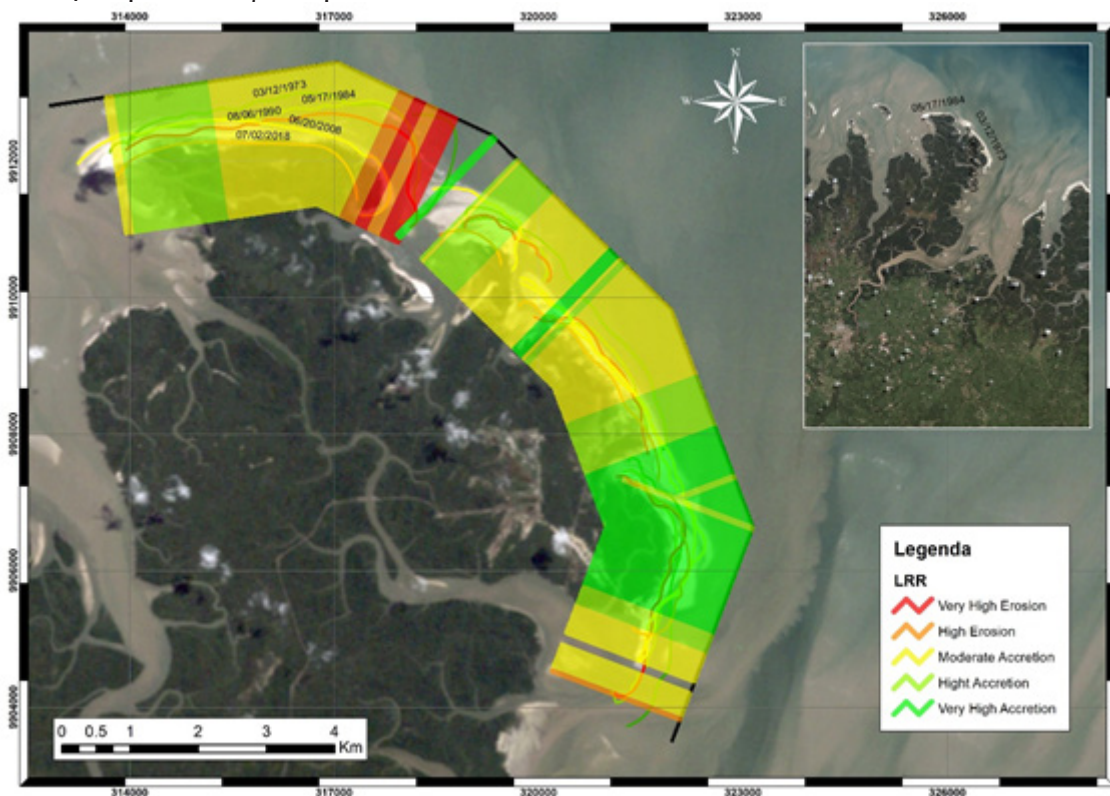 314000 317000 320000 323000 326000
N
W E
S
03/12/1973
05/17/1984
08/06/1990
06/20/2008
07/02/2018
05/17/1984
03/12/1973
9912000
9910000
9908000
9906000
9904000
Legenda
LRR
Very High Erosion
High Erosion
Moderate Accretion
Hight Accretion
Very High Accretion
0 0.5 1 2 3 4
Km
314000 317000 320000 323000 326000